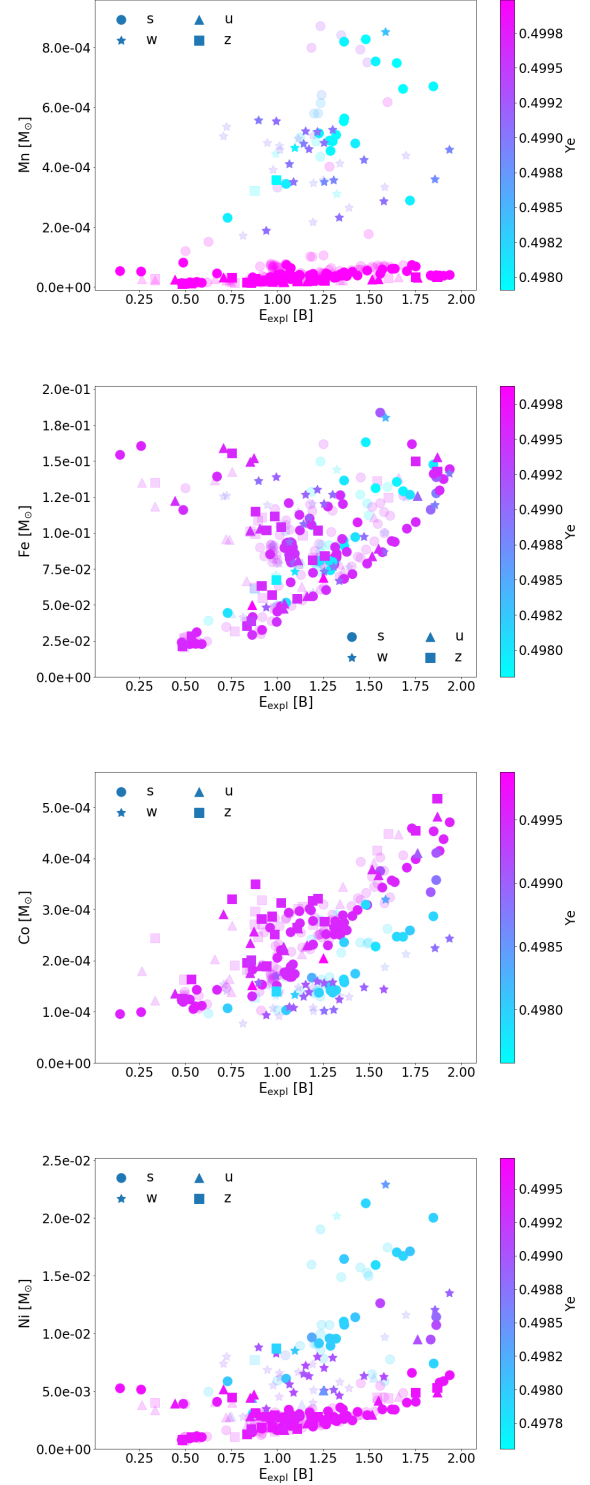 s u
w z
8.0e-04
6.0e-04
4.0e-04
2.0e-04
0.0e+00
Mn [M⊙]
0.25 0.50 0.75 1.00 1.25 1.50 1.75 2.00
E_expl [B]
0.4998
0.4995
0.4992
0.4990
0.4988
0.4985
0.4982
0.4980
Ye
2.0e-01
1.8e-01
1.5e-01
1.2e-01
1.0e-01
7.5e-02
5.0e-02
2.5e-02
0.0e+00
Fe [M⊙]
s u
w z
0.25 0.50 0.75 1.00 1.25 1.50 1.75 2.00
E_expl [B]
0.4998
0.4995
0.4992
0.4990
0.4988
0.4985
0.4982
0.4980
Ye
s u
w z
5.0e-04
4.0e-04
3.0e-04
2.0e-04
1.0e-04
0.0e+00
Co [M⊙]
0.25 0.50 0.75 1.00 1.25 1.50 1.75 2.00
E_expl [B]
0.4995
0.4990
0.4985
0.4980
Ye
s u
w z
2.5e-02
2.0e-02
1.5e-02
1.0e-02
5.0e-03
0.0e+00
Ni [M⊙]
0.25 0.50 0.75 1.00 1.25 1.50 1.75 2.00
E_expl [B]
0.4995
0.4992
0.4990
0.4988
0.4985
0.4982
0.4980
0.4978
Ye